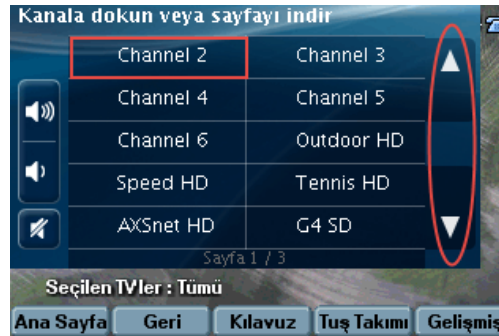 Kanala dokun veya sayfayı indir
Channel 2 Channel 3
Channel 4 Channel 5
Channel 6 Outdoor HD
Speed HD Tennis HD
AXSnet HD G4 SD
Sayfa 1 / 3
Seçilen TVler : Tümü
Ana Sayfa Geri Kılavuz Tuş Takımı Gelişmiş